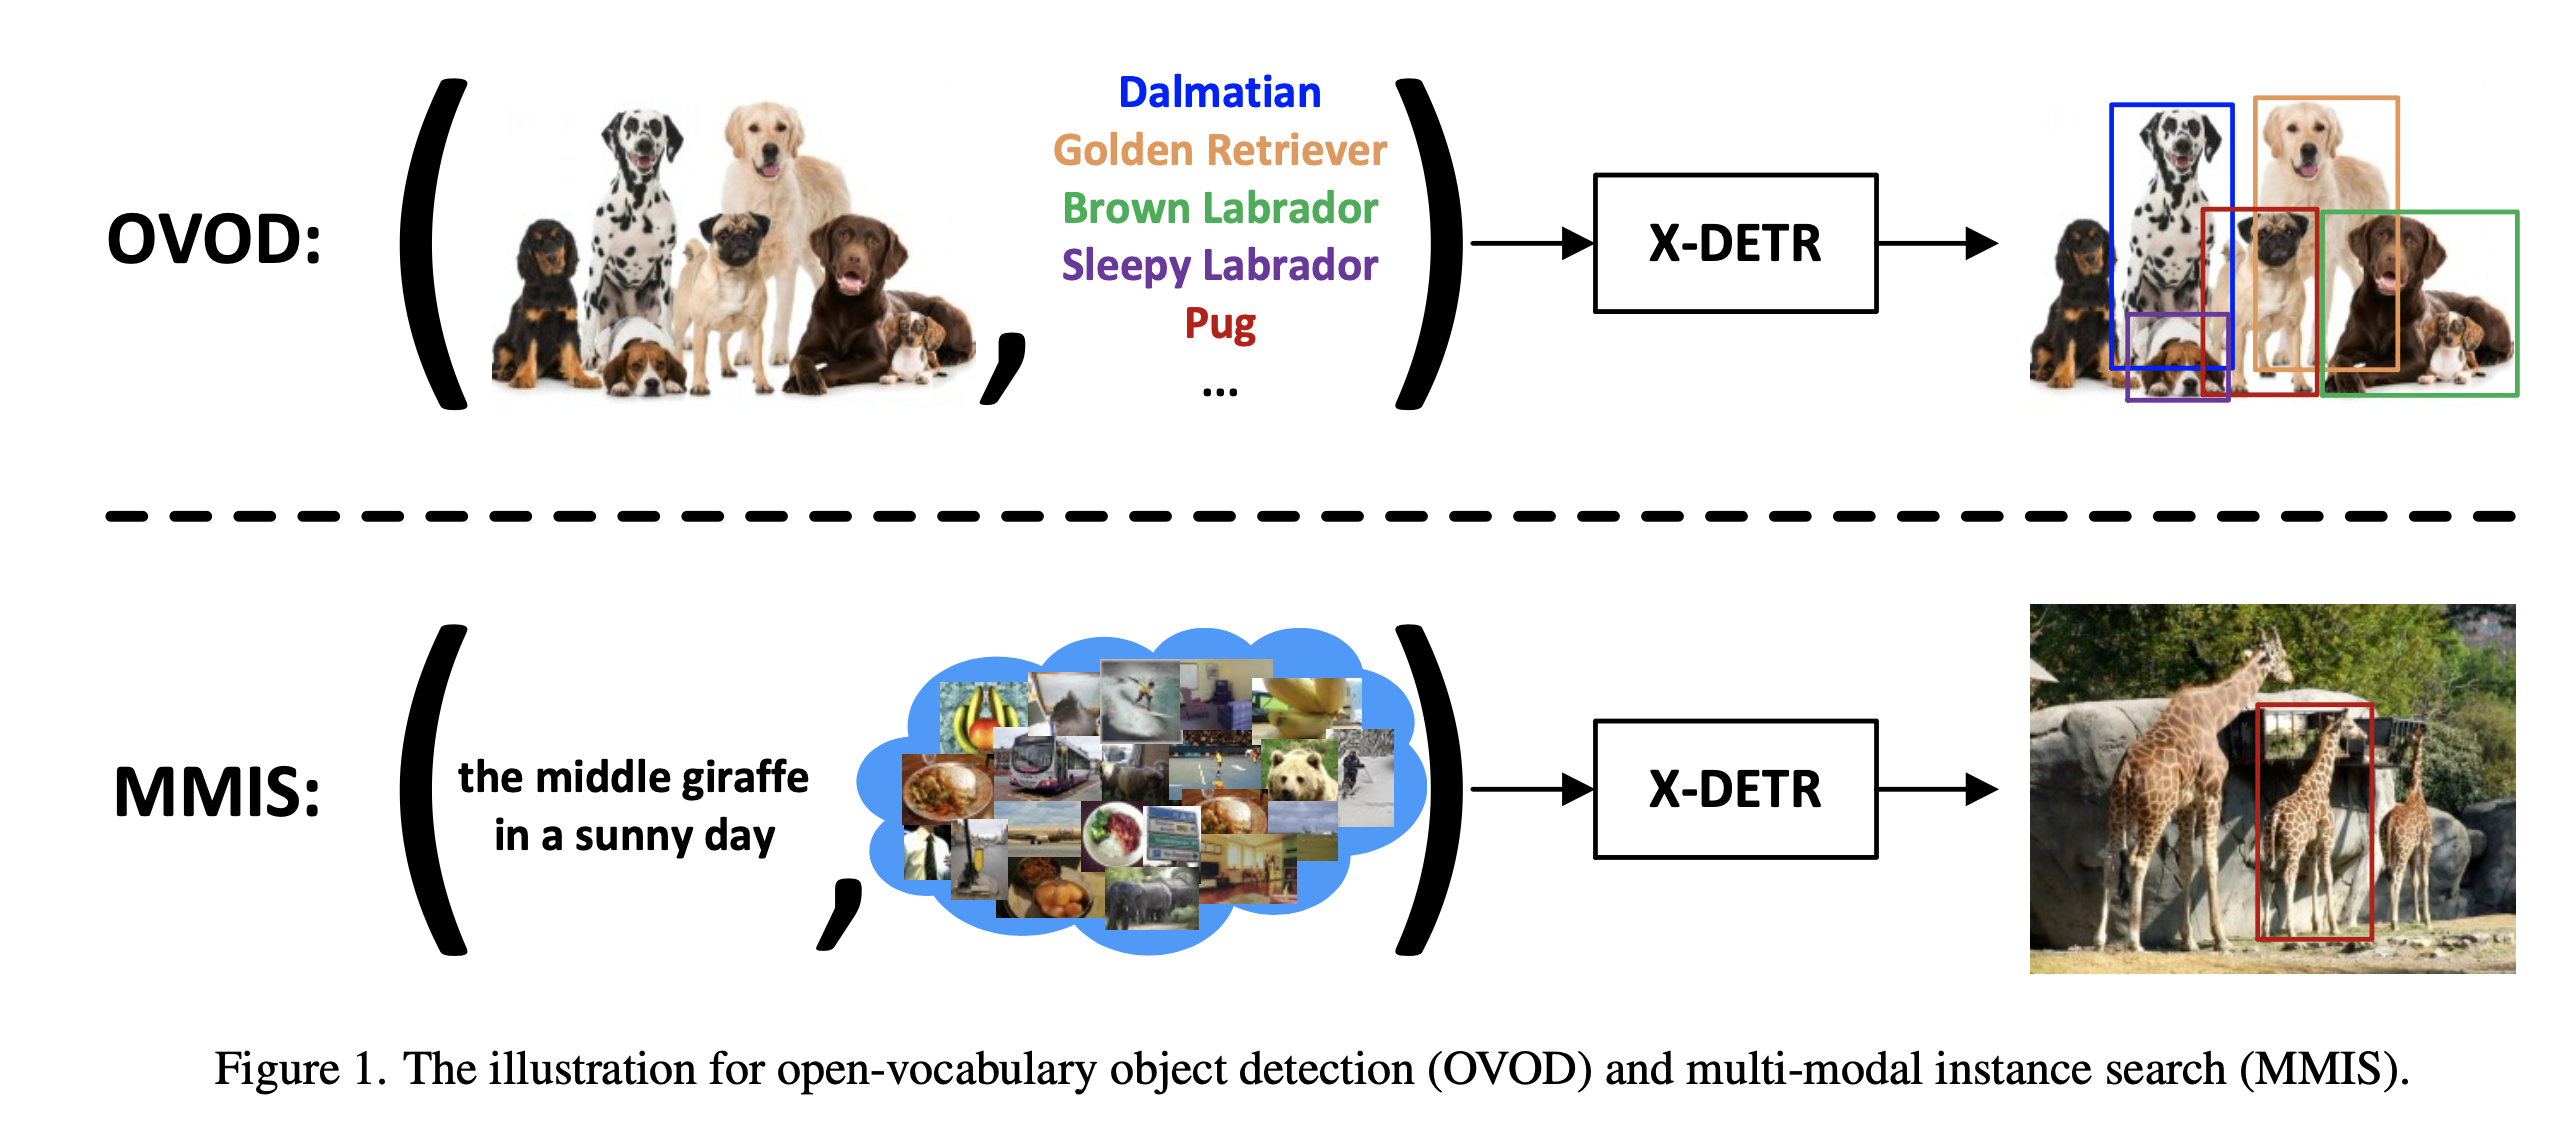 OVOD:
Dalmatian
Golden Retriever
Brown Labrador
Sleepy Labrador
Pug
...
,
X-DETR
MMIS:
the middle giraffe
in a sunny day
,
X-DETR
Figure 1. The illustration for open-vocabulary object detection (OVOD) and multi-modal instance search (MMIS).